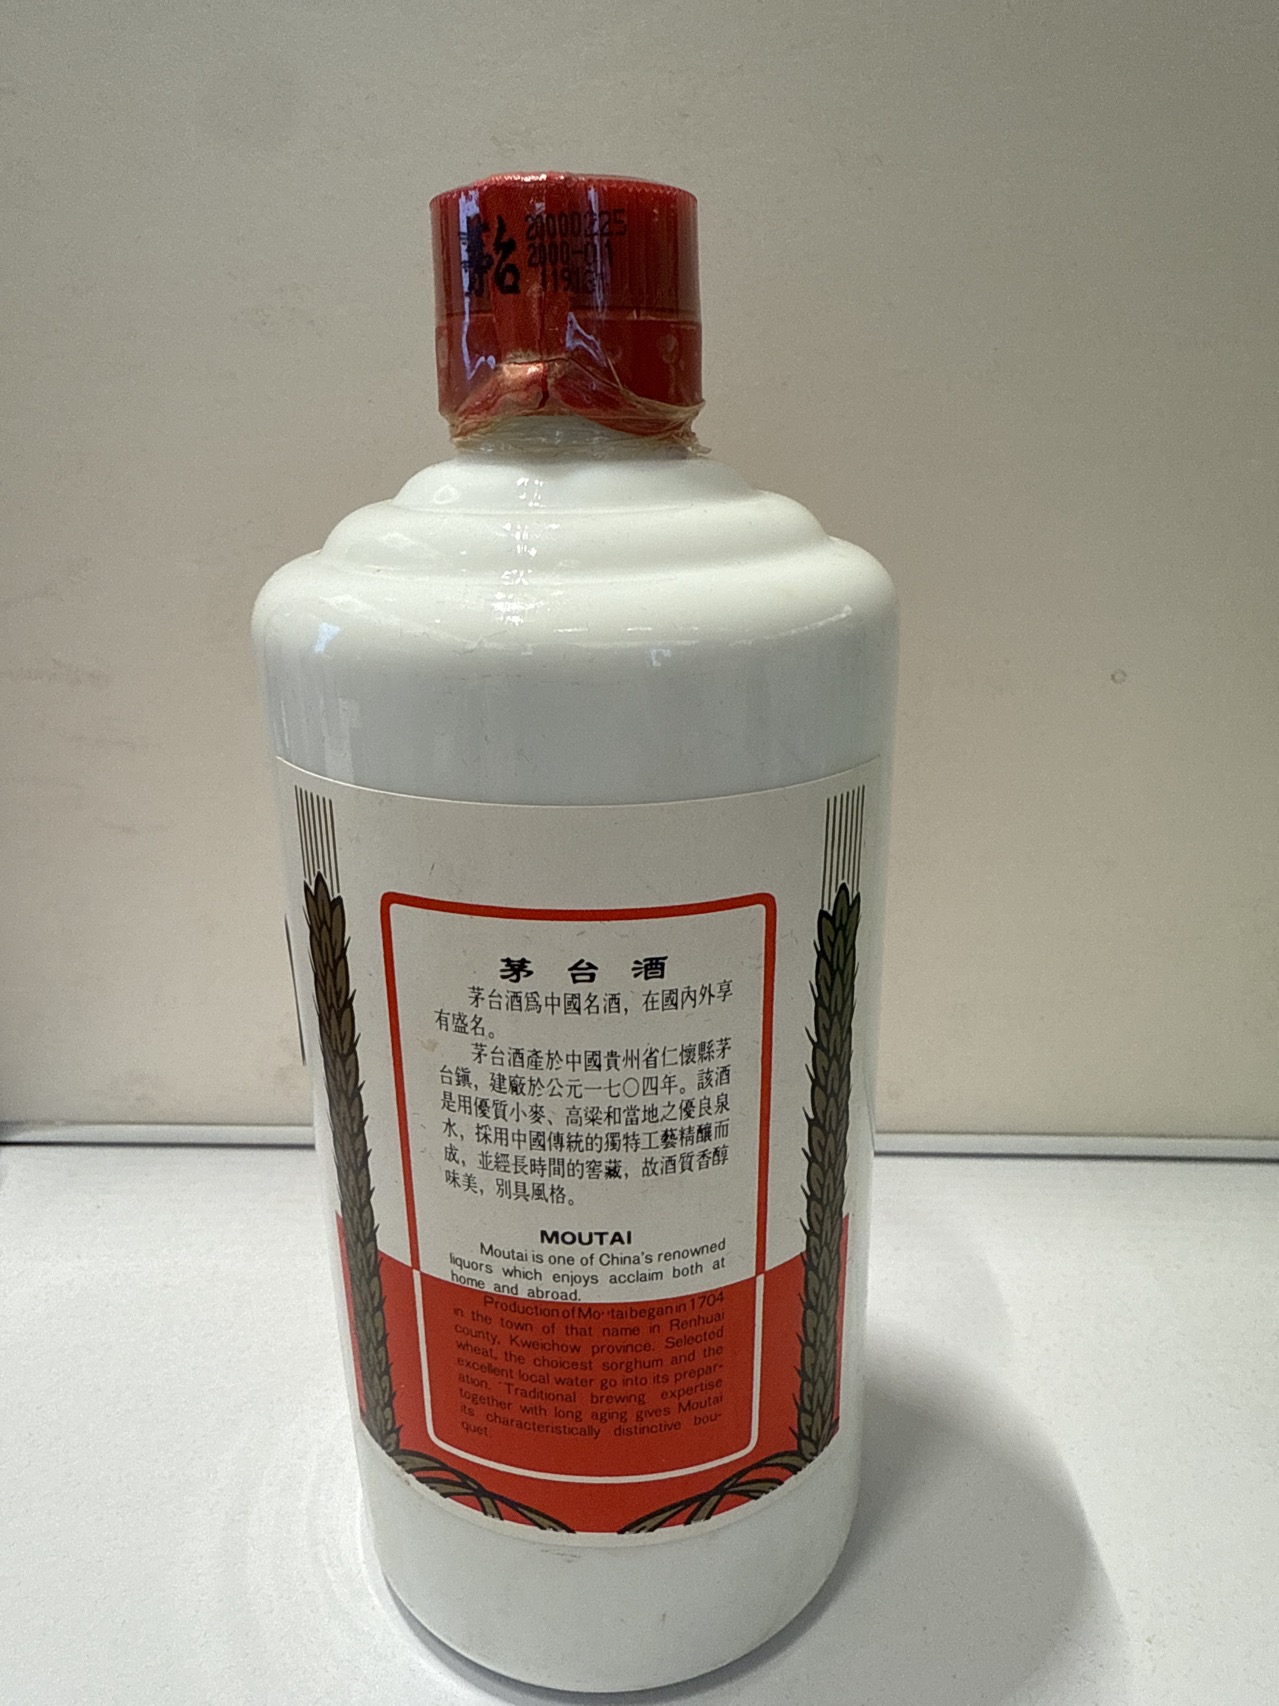 茅台
20000225
2000-01
茅台酒
茅台酒爲中國名酒，在國內外享
有盛名。
茅台酒產於中國貴州省仁懷縣茅
台鎮，建廠於公元一七〇四年。該酒
是用優質小麥、高粱和當地之優良泉
水，採用中國傳統的獨特工藝精釀而
成，並經長時間的窖藏，故酒質香醇
味美，別具風格。
MOUTAI
Moutai is one of China's renowned
liquors which enjoys acclaim both at
home and abroad.
Production of Moutai began in 1704
in the town of that name in Renhuai
county, Kweichow province. Selected
wheat, the choicest sorghum and the
excellent local water go into its prepar-
ation. Traditional brewing expertise
together with long aging gives Moutai
its characteristically distinctive bou-
quet.